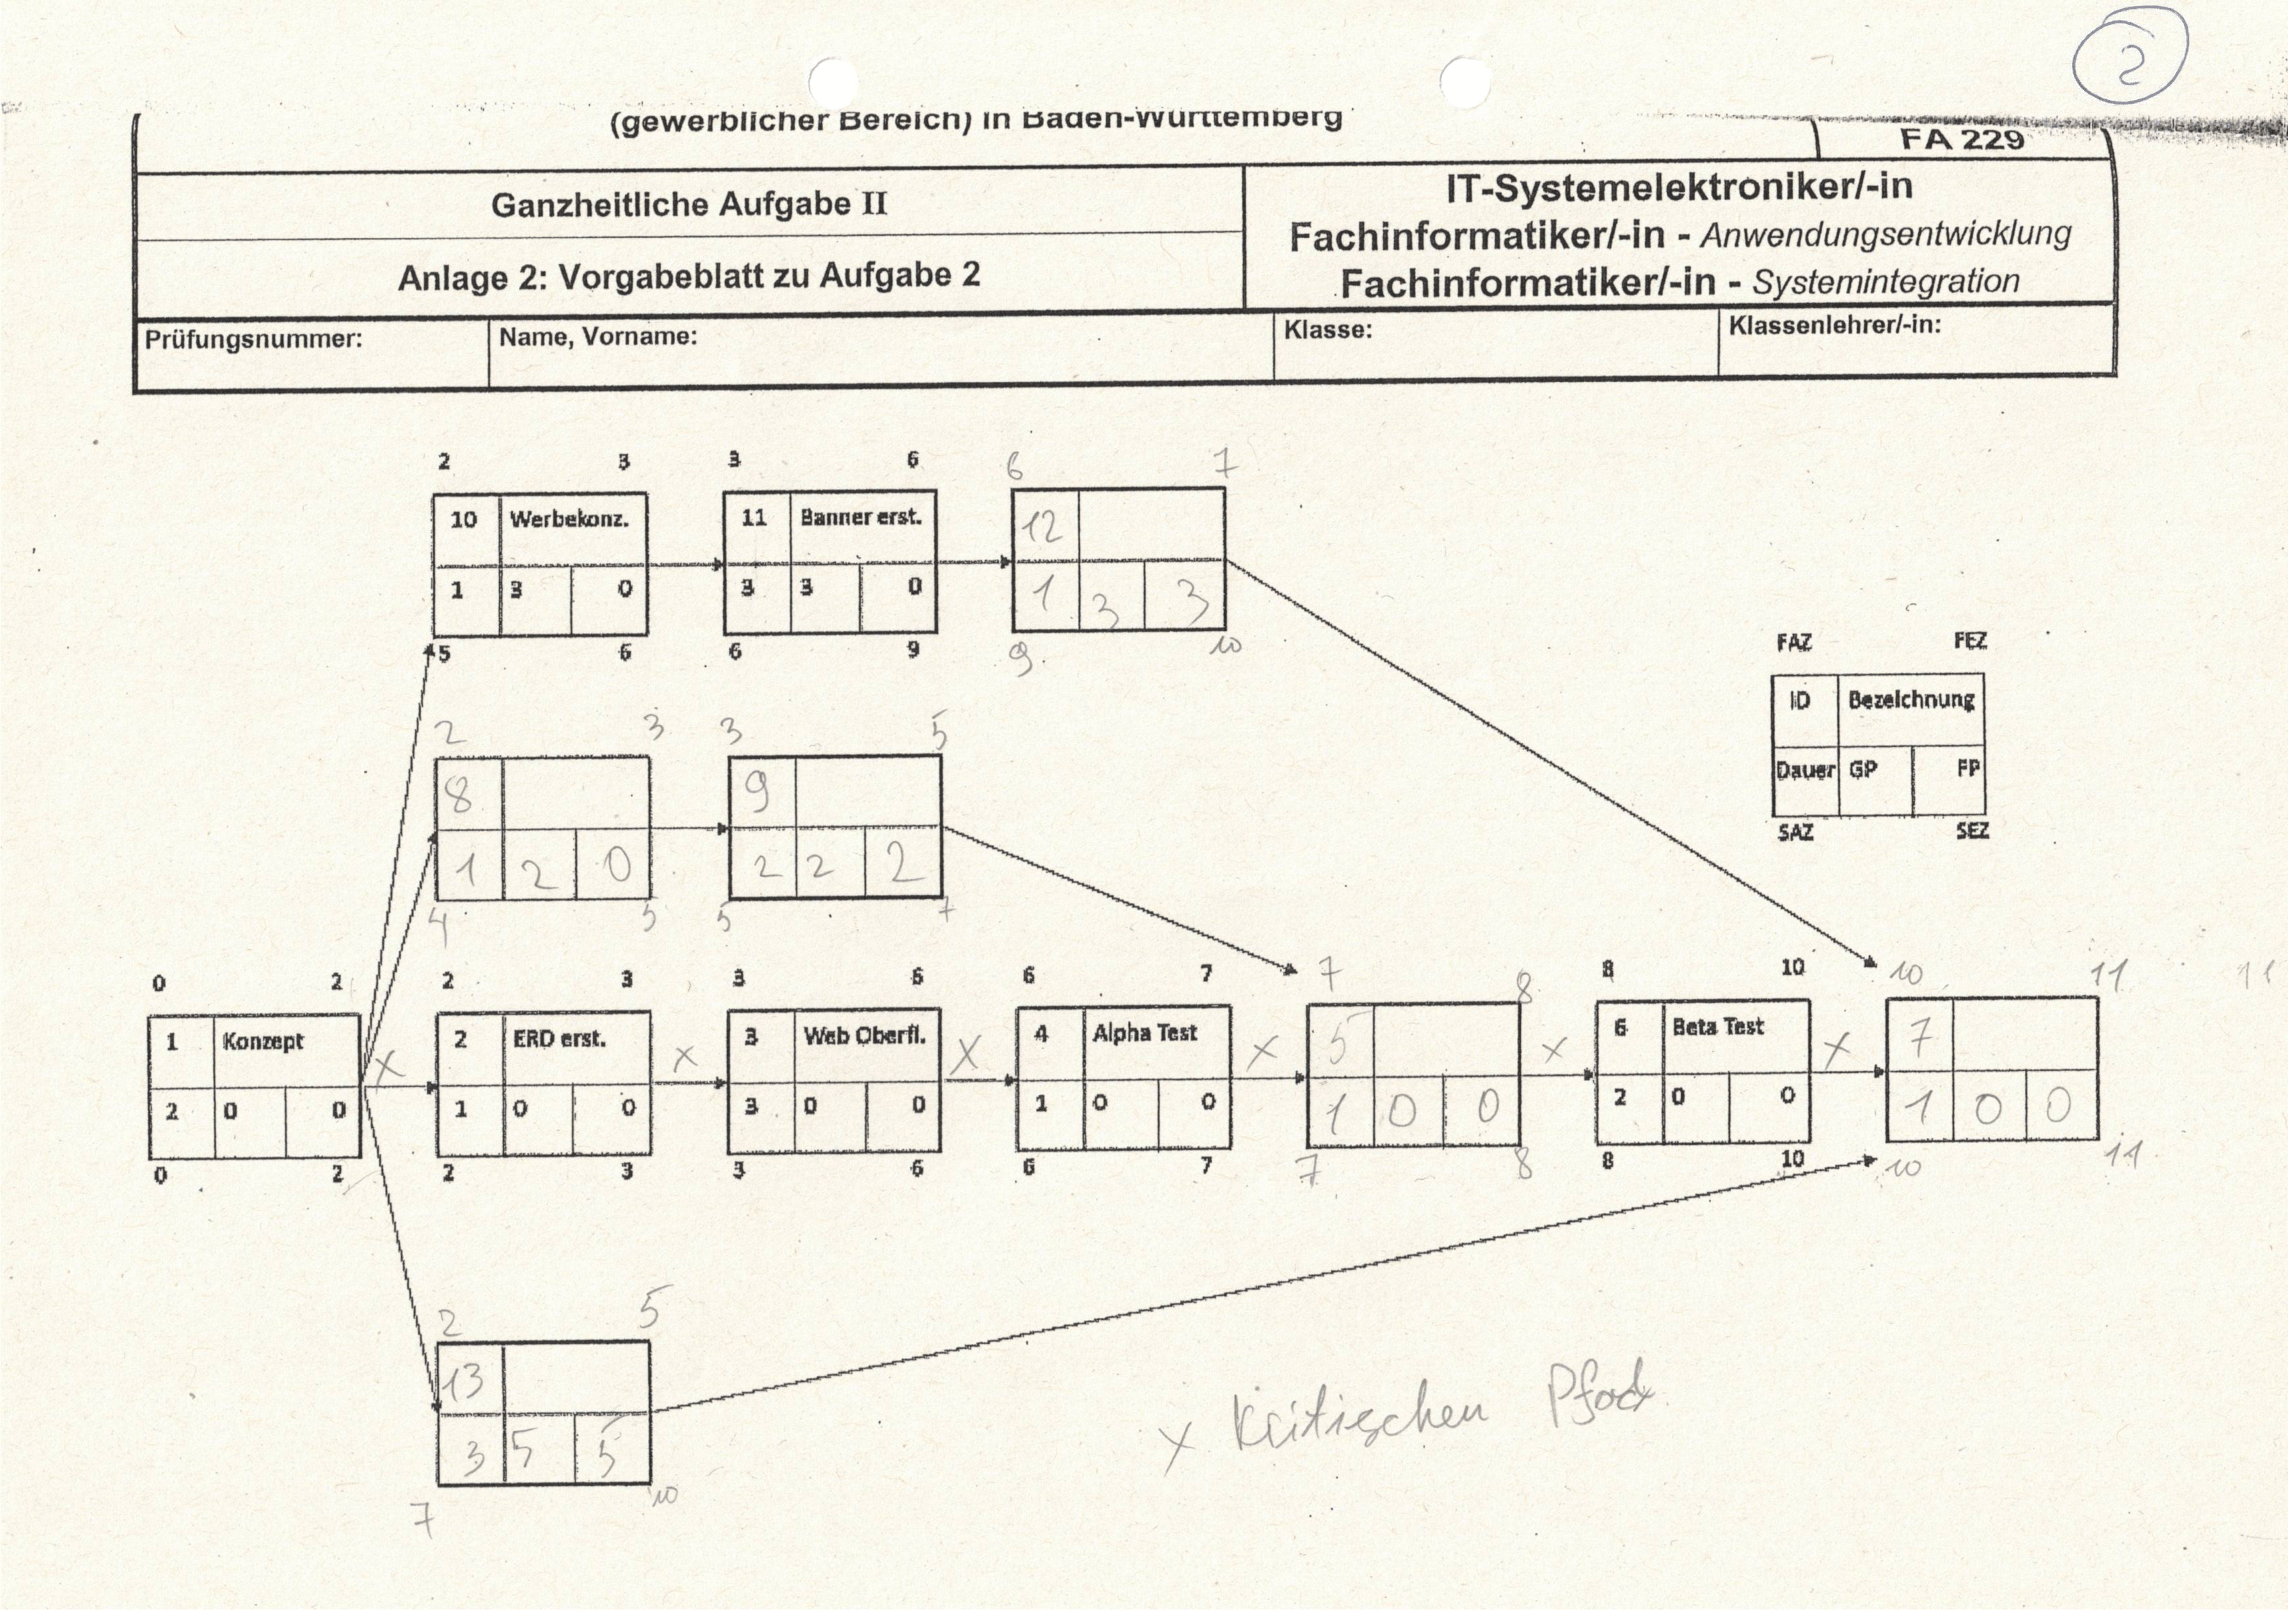 2
(gewerblicher Bereich) in Baden-Württemberg
FA 229
Ganzheitliche Aufgabe II
Anlage 2: Vorgabeblatt zu Aufgabe 2
IT-Systemelektroniker/-in
Fachinformatiker/-in - Anwendungsentwicklung
Fachinformatiker/-in - Systemintegration
Prüfungsnummer:
Name, Vorname:
Klasse:
Klassenlehrer/-in:
2 3
10 Werbekonz.
1 3 0
5 6
3 6
11 Banner erst.
3 3 0
6 9
6 7
12
1 3 3
9 10
FAZ FEZ
ID Bezeichnung
Dauer GP FP
SAZ SEZ
2 3
8
1 2 0
4 5
3 5
9
2 2 2
5 7
0 2
1 Konzept
2 0 0
0 2
x
2 3
2 ERD erst.
1 0 0
2 3
x
3 6
3 Web Oberfl.
3 0 0
3 6
x
6 7
4 Alpha Test
1 0 0
6 7
x
7 8
5
1 0 0
7 8
x
8 10
6 Beta Test
2 0 0
8 10
x
10 11
7
1 0 0
10 11
11
2 5
13
3 5 5
7 10
x Kritischen Pfad